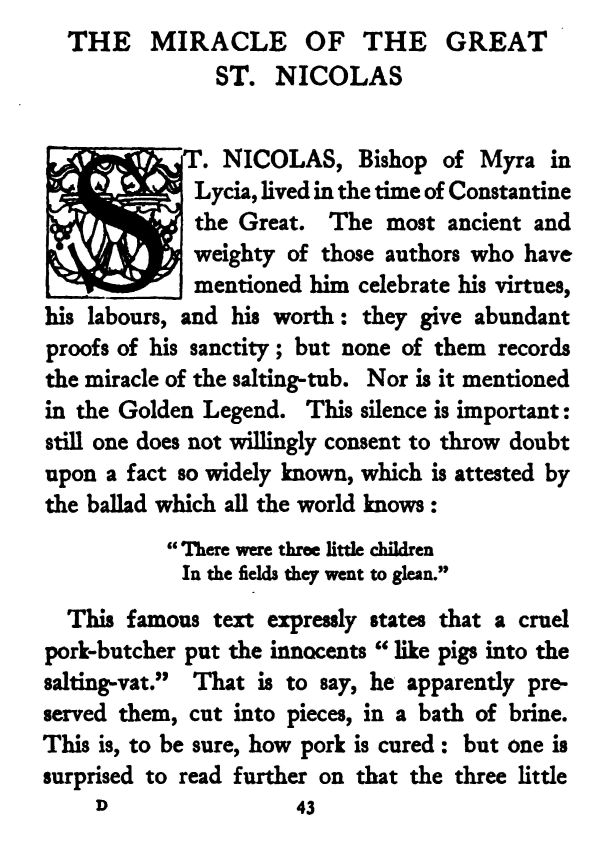 THE MIRACLE OF THE GREAT
ST. NICOLAS
ST. NICOLAS, Bishop of Myra in
Lycia, lived in the time of Constantine
the Great. The most ancient and
weighty of those authors who have
mentioned him celebrate his virtues,
his labours, and his worth : they give abundant
proofs of his sanctity ; but none of them records
the miracle of the salting-tub. Nor is it mentioned
in the Golden Legend. This silence is important :
still one does not willingly consent to throw doubt
upon a fact so widely known, which is attested by
the ballad which all the world knows :
“ There were three little children
In the fields they went to glean.”
This famous text expressly states that a cruel
pork-butcher put the innocents “ like pigs into the
salting-vat.” That is to say, he apparently pre-
served them, cut into pieces, in a bath of brine.
This is, to be sure, how pork is cured : but one is
surprised to read further on that the three little
D 43